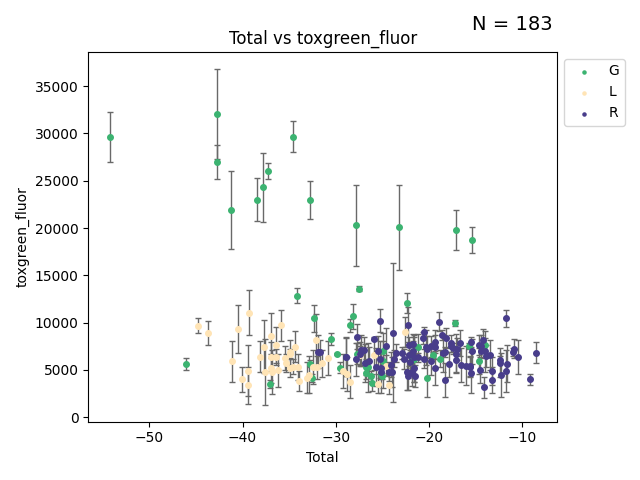 N = 183
Total vs toxgreen_fluor
G
L
R
35000
30000
25000
20000
15000
10000
5000
0
toxgreen_fluor
−50
−40
−30
−20
−10
Total